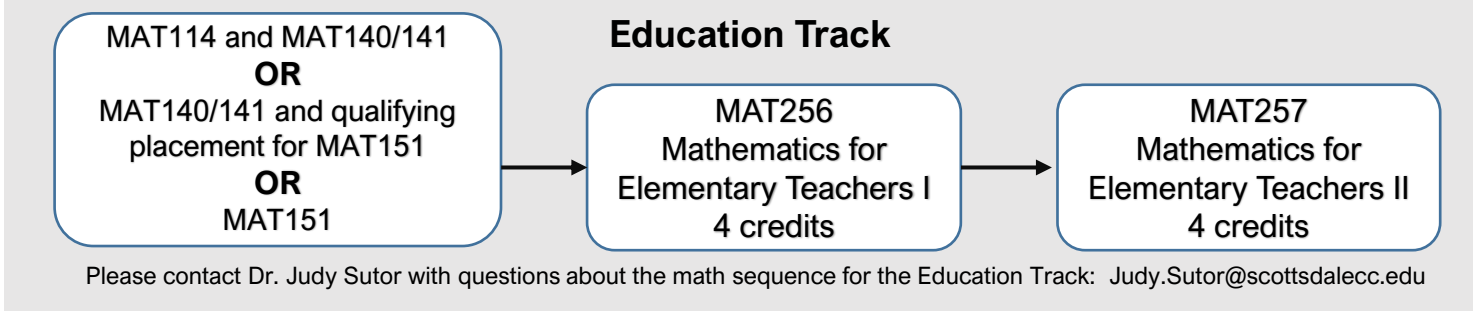 Education Track
MAT114 and MAT140/141
OR
MAT140/141 and qualifying
placement for MAT151
OR
MAT151
MAT256
Mathematics for
Elementary Teachers I
4 credits
MAT257
Mathematics for
Elementary Teachers II
4 credits
Please contact Dr. Judy Sutor with questions about the math sequence for the Education Track: Judy.Sutor@scottsdalecc.edu